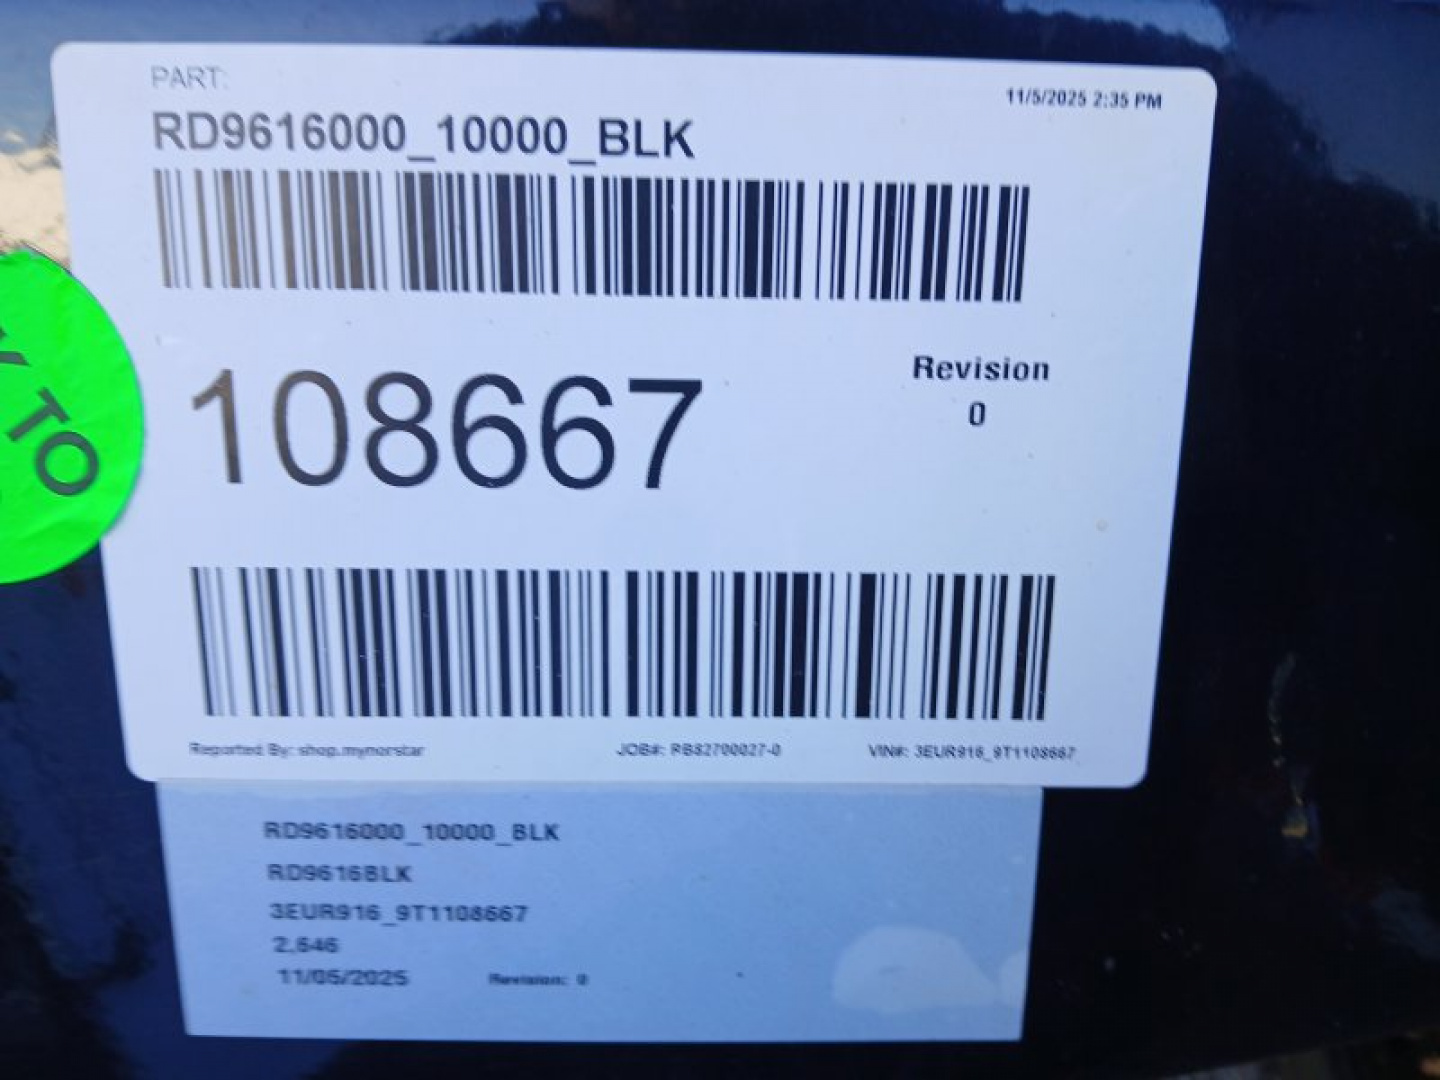 PART:
11/5/2025 2:35 PM
RD9616000_10000_BLK
108667
Revision
0
TO
Reported By: shop.mynorstar
JOB#: RB82700027-0
VIN#: 3EUR916_9T1108667
RD9616000_10000_BLK
RD9616BLK
3EUR916_9T1108667
2,646
11/05/2025
Revision: 0